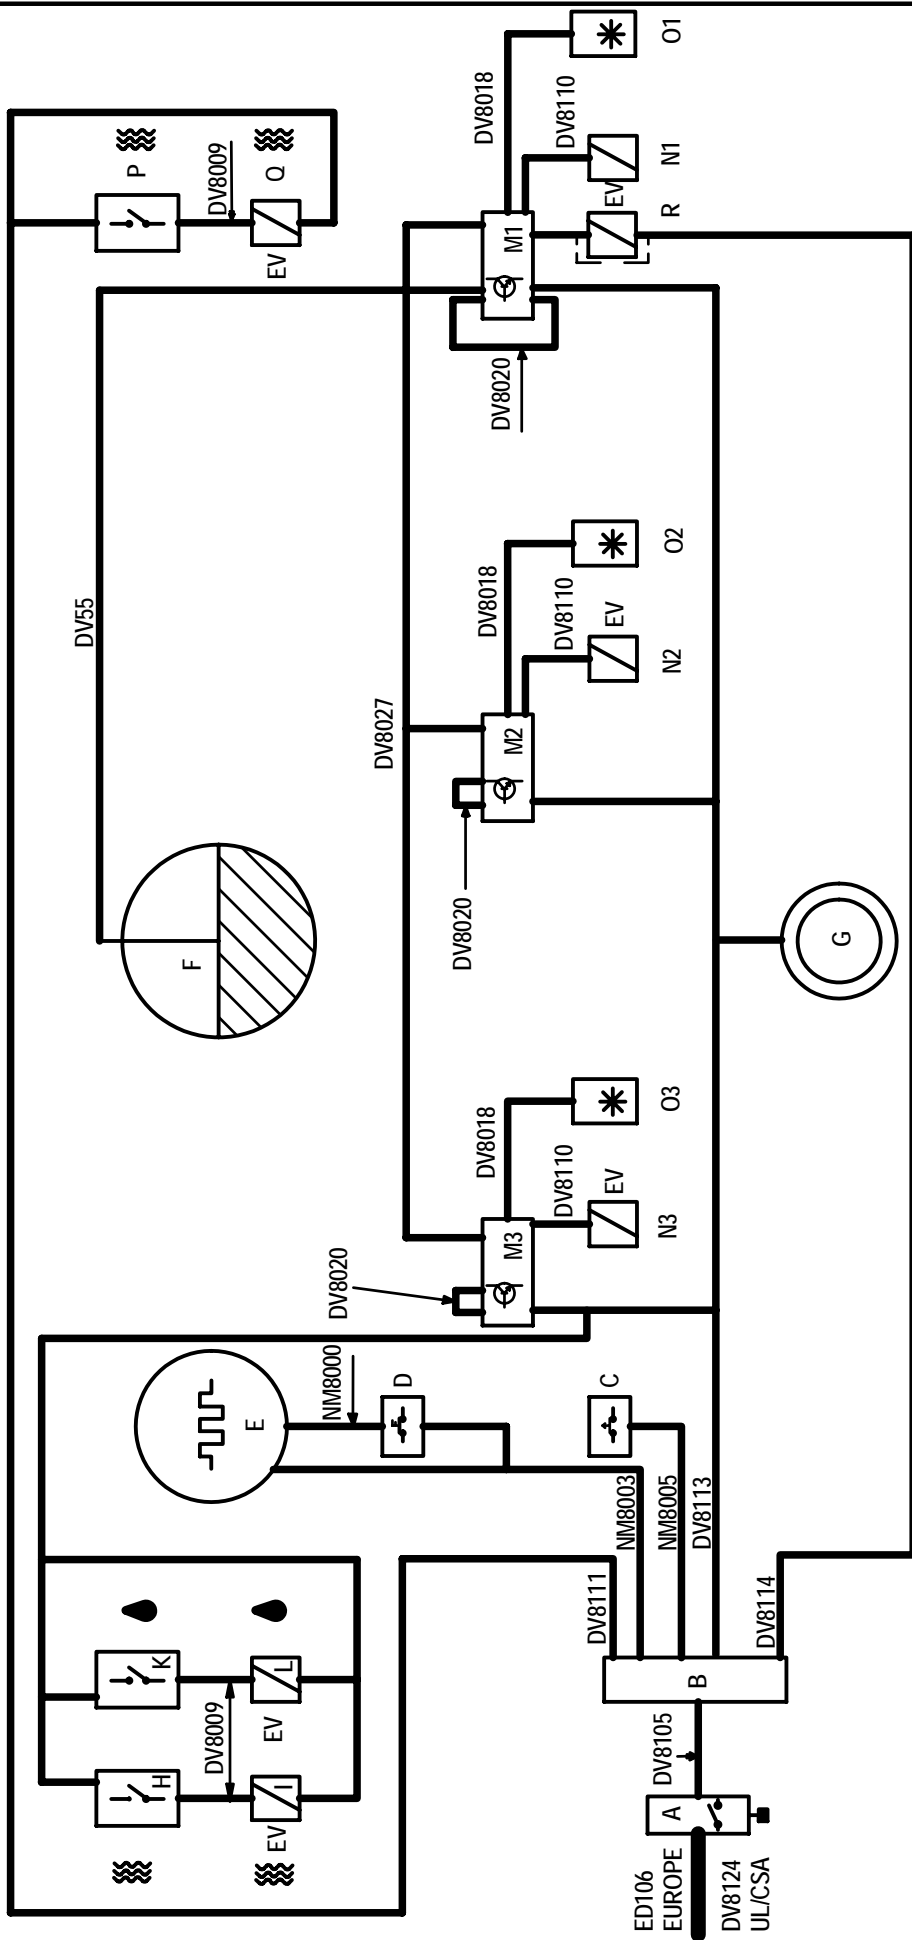 O1
DV8018
DV8110
N1
EV
R
P
DV8009
Q
EV
M1
DV8020
DV55
O2
DV8018
DV8110
EV
N2
M2
DV8027
DV8020
F
G
O3
DV8018
DV8110
EV
N3
M3
DV8020
E
NM8000
D
C
NM8003
NM8005
DV8113
DV8111
DV8114
K
L
EV
DV8009
H
I
EV
B
DV8105
A
ED106
EUROPE
DV8124
UL/CSA